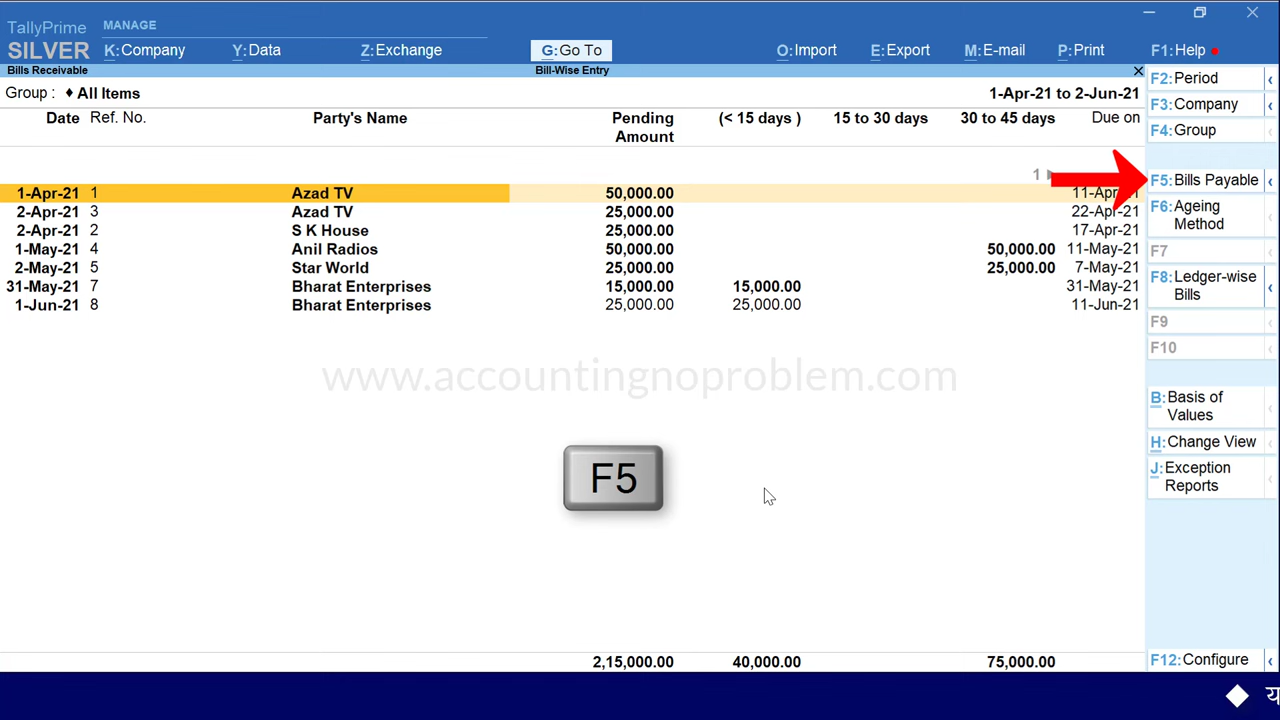 TallyPrime
MANAGE
SILVER
K:Company
Y:Data
Z:Exchange
G:Go To
O:Import
E:Export
M:E-mail
P:Print
F1:Help
Bills Receivable
Bill-Wise Entry
Group : ♦ All Items
1-Apr-21 to 2-Jun-21
Date Ref. No. Party's Name Pending Amount (< 15 days ) 15 to 30 days 30 to 45 days Due on
1
1-Apr-21 1 Azad TV 50,000.00 11-Apr-21
2-Apr-21 3 Azad TV 25,000.00 22-Apr-21
2-Apr-21 2 S K House 25,000.00 17-Apr-21
1-May-21 4 Anil Radios 50,000.00 50,000.00 11-May-21
2-May-21 5 Star World 25,000.00 25,000.00 7-May-21
31-May-21 7 Bharat Enterprises 15,000.00 15,000.00 31-May-21
1-Jun-21 8 Bharat Enterprises 25,000.00 25,000.00 11-Jun-21
www.accountingnoproblem.com
F5
2,15,000.00 40,000.00 75,000.00
F2:Period
F3:Company
F4:Group
F5:Bills Payable
F6:Ageing
Method
F7
F8:Ledger-wise
Bills
F9
F10
B:Basis of
Values
H:Change View
J:Exception
Reports
F12:Configure